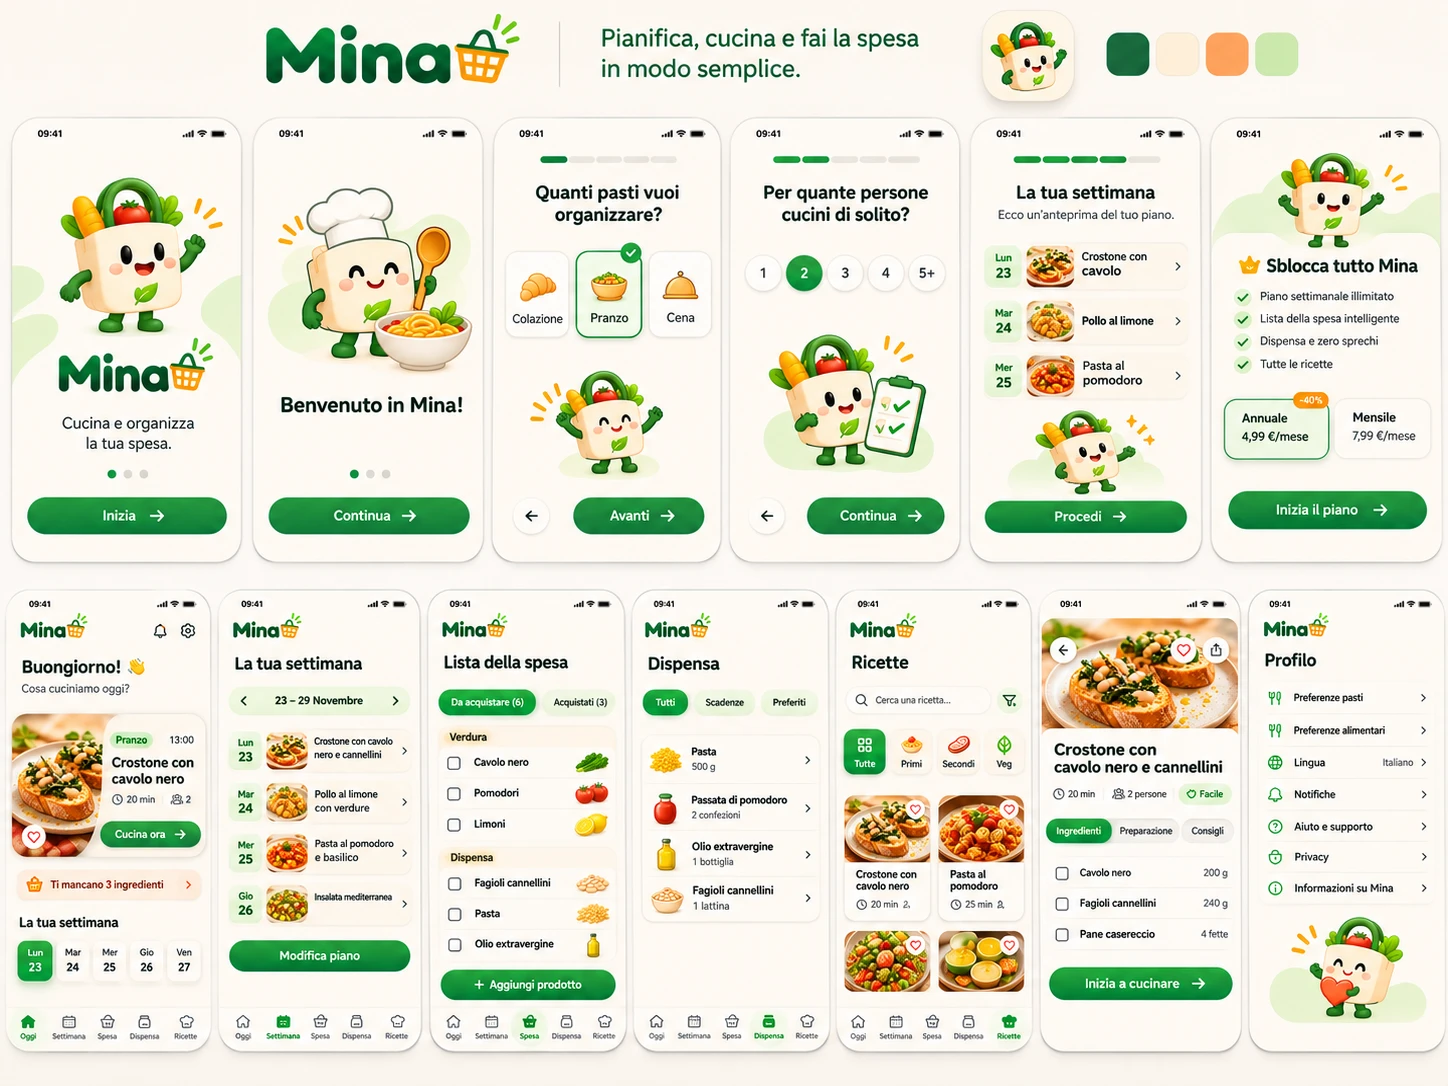 Mina
Pianifica, cucina e fai la spesa
in modo semplice.
09:41
Mina
Cucina e organizza
la tua spesa.
Inizia
09:41
Benvenuto in Mina!
Continua
09:41
Quanti pasti vuoi
organizzare?
Colazione
Pranzo
Cena
Avanti
09:41
Per quante persone
cucini di solito?
1
2
3
4
5+
Continua
09:41
La tua settimana
Ecco un'anteprima del tuo piano.
Lun
23
Crostone con
cavolo
Mar
24
Pollo al limone
Mer
25
Pasta al
pomodoro
Procedi
09:41
Sblocca tutto Mina
Piano settimanale illimitato
Lista della spesa intelligente
Dispensa e zero sprechi
Tutte le ricette
-40%
Annuale
4,99 €/mese
Mensile
7,99 €/mese
Inizia il piano
09:41
Mina
Buongiorno!
Cosa cuciniamo oggi?
Pranzo
13:00
Crostone con
cavolo nero
20 min
2
Cucina ora
Ti mancano 3 ingredienti
La tua settimana
Lun
23
Mar
24
Mer
25
Gio
26
Ven
27
Oggi
Settimana
Spesa
Dispensa
Ricette
09:41
Mina
La tua settimana
23 – 29 Novembre
Lun
23
Crostone con cavolo
nero e cannellini
Mar
24
Pollo al limone
con verdure
Mer
25
Pasta al pomodoro
e basilico
Gio
26
Insalata mediterranea
Modifica piano
Oggi
Settimana
Spesa
Dispensa
Ricette
09:41
Mina
Lista della spesa
Da acquistare (6)
Acquistati (3)
Verdura
Cavolo nero
Pomodori
Limoni
Dispensa
Fagioli cannellini
Pasta
Olio extravergine
+ Aggiungi prodotto
Oggi
Settimana
Spesa
Dispensa
Ricette
09:41
Mina
Dispensa
Tutti
Scadenze
Preferiti
Pasta
500 g
Passata di pomodoro
2 confezioni
Olio extravergine
1 bottiglia
Fagioli cannellini
1 lattina
Oggi
Settimana
Spesa
Dispensa
Ricette
09:41
Mina
Ricette
Cerca una ricetta...
Tutte
Primi
Secondi
Veg
Crostone con
cavolo nero
20 min
2
Pasta al
pomodoro
25 min
Oggi
Settimana
Spesa
Dispensa
Ricette
09:41
Crostone con
cavolo nero e cannellini
20 min
2 persone
Facile
Ingredienti
Preparazione
Consigli
Cavolo nero
200 g
Fagioli cannellini
240 g
Pane casereccio
4 fette
Inizia a cucinare
09:41
Mina
Profilo
Preferenze pasti
Preferenze alimentari
Lingua
Italiano
Notifiche
Aiuto e supporto
Privacy
Informazioni su Mina